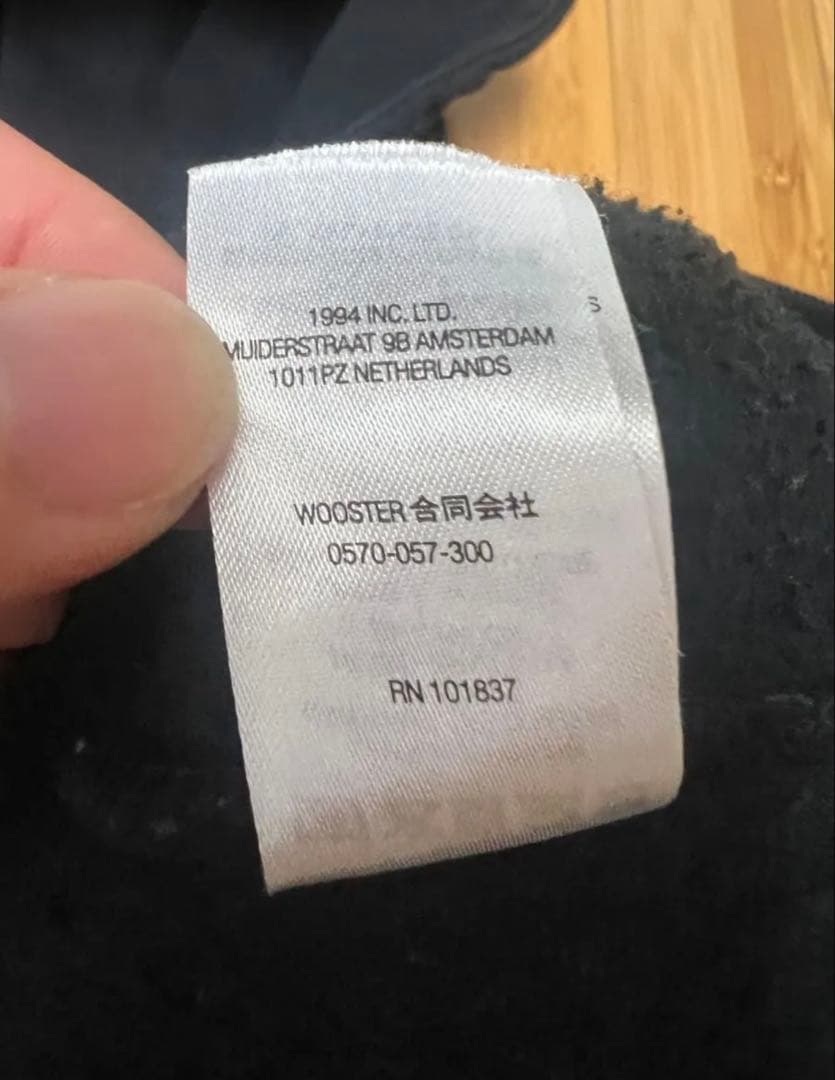 1994 INC. LTD.
S
MUIDERSTRAAT 9B AMSTERDAM
1011PZ NETHERLANDS
WOOSTER合同会社
0570-057-300
RN 101837